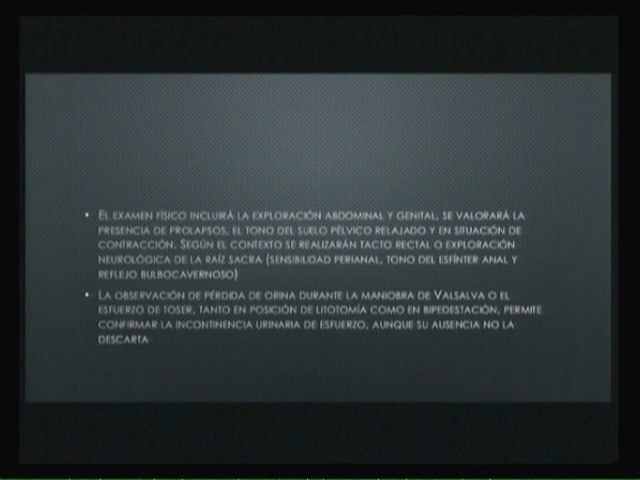 • El examen físico incluirá la exploración abdominal y genital, se valorará la
presencia de prolapsos, el tono del suelo pélvico relajado y en situación de
contracción. Según el contexto se realizarán tacto rectal o exploración
neurológica de la raíz sacra (sensibilidad perianal, tono del esfínter anal y
reflejo bulbocavernoso)
• La observación de pérdida de orina durante la maniobra de Valsalva o el
esfuerzo de toser, tanto en posición de litotomía como en bipedestación, permite
confirmar la incontinencia urinaria de esfuerzo, aunque su ausencia no la
descarta